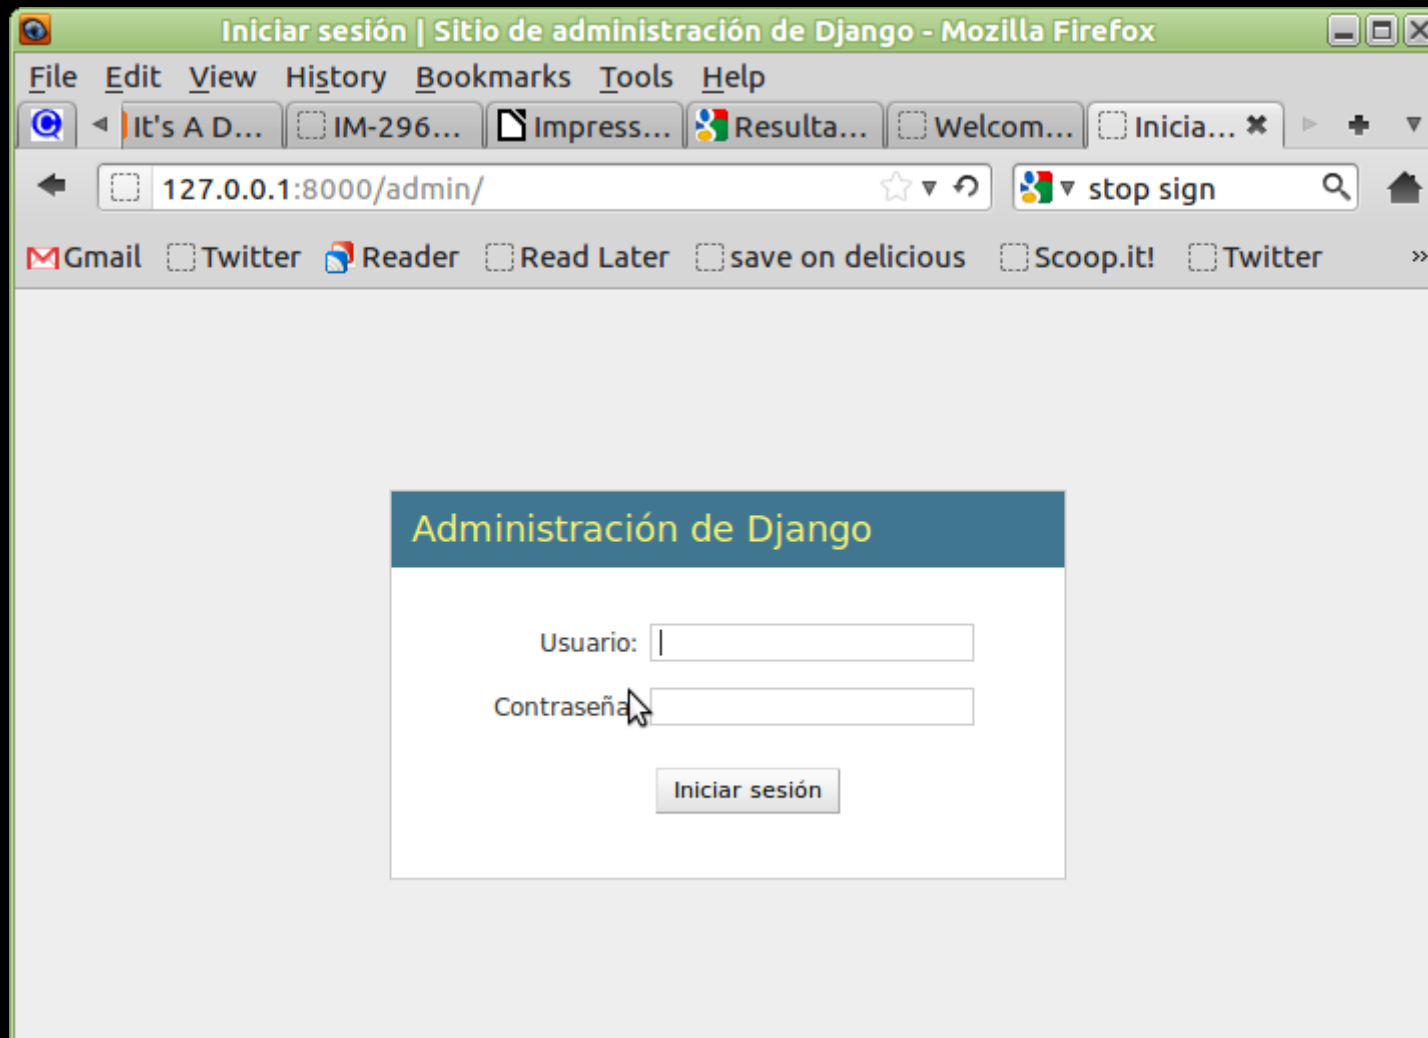 Iniciar sesión | Sitio de administración de Django - Mozilla Firefox
File Edit View History Bookmarks Tools Help
It's A D... IM-296... Impress... Resulta... Welcom... Inicia...
127.0.0.1:8000/admin/ stop sign
Gmail Twitter Reader Read Later save on delicious Scoop.it! Twitter »
Administración de Django
Usuario:
Contraseña
Iniciar sesión